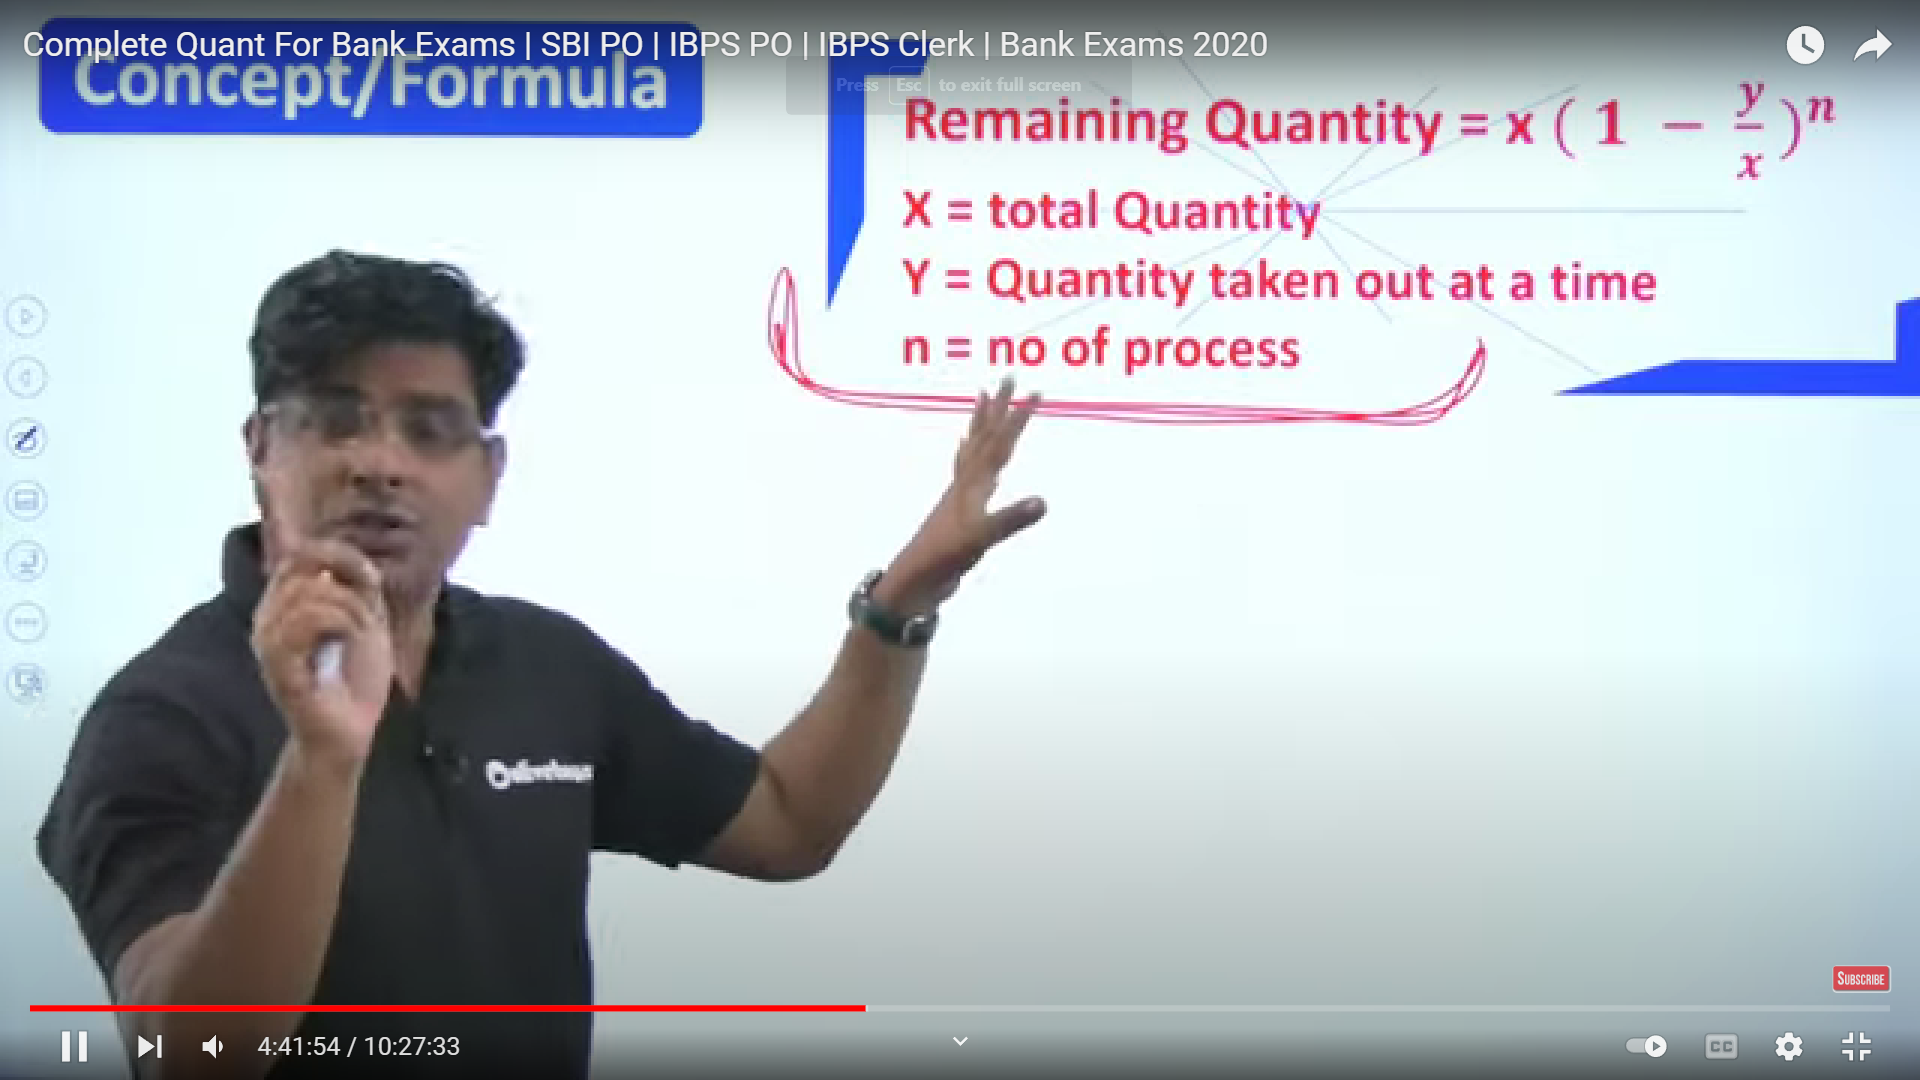 Complete Quant For Bank Exams | SBI PO | IBPS PO | IBPS Clerk | Bank Exams 2020
Concept/Formula
Press Esc to exit full screen
Remaining Quantity = x ( 1 − y/x )ⁿ
X = total Quantity
Y = Quantity taken out at a time
n = no of process
SUBSCRIBE
4:41:54 / 10:27:33
CC